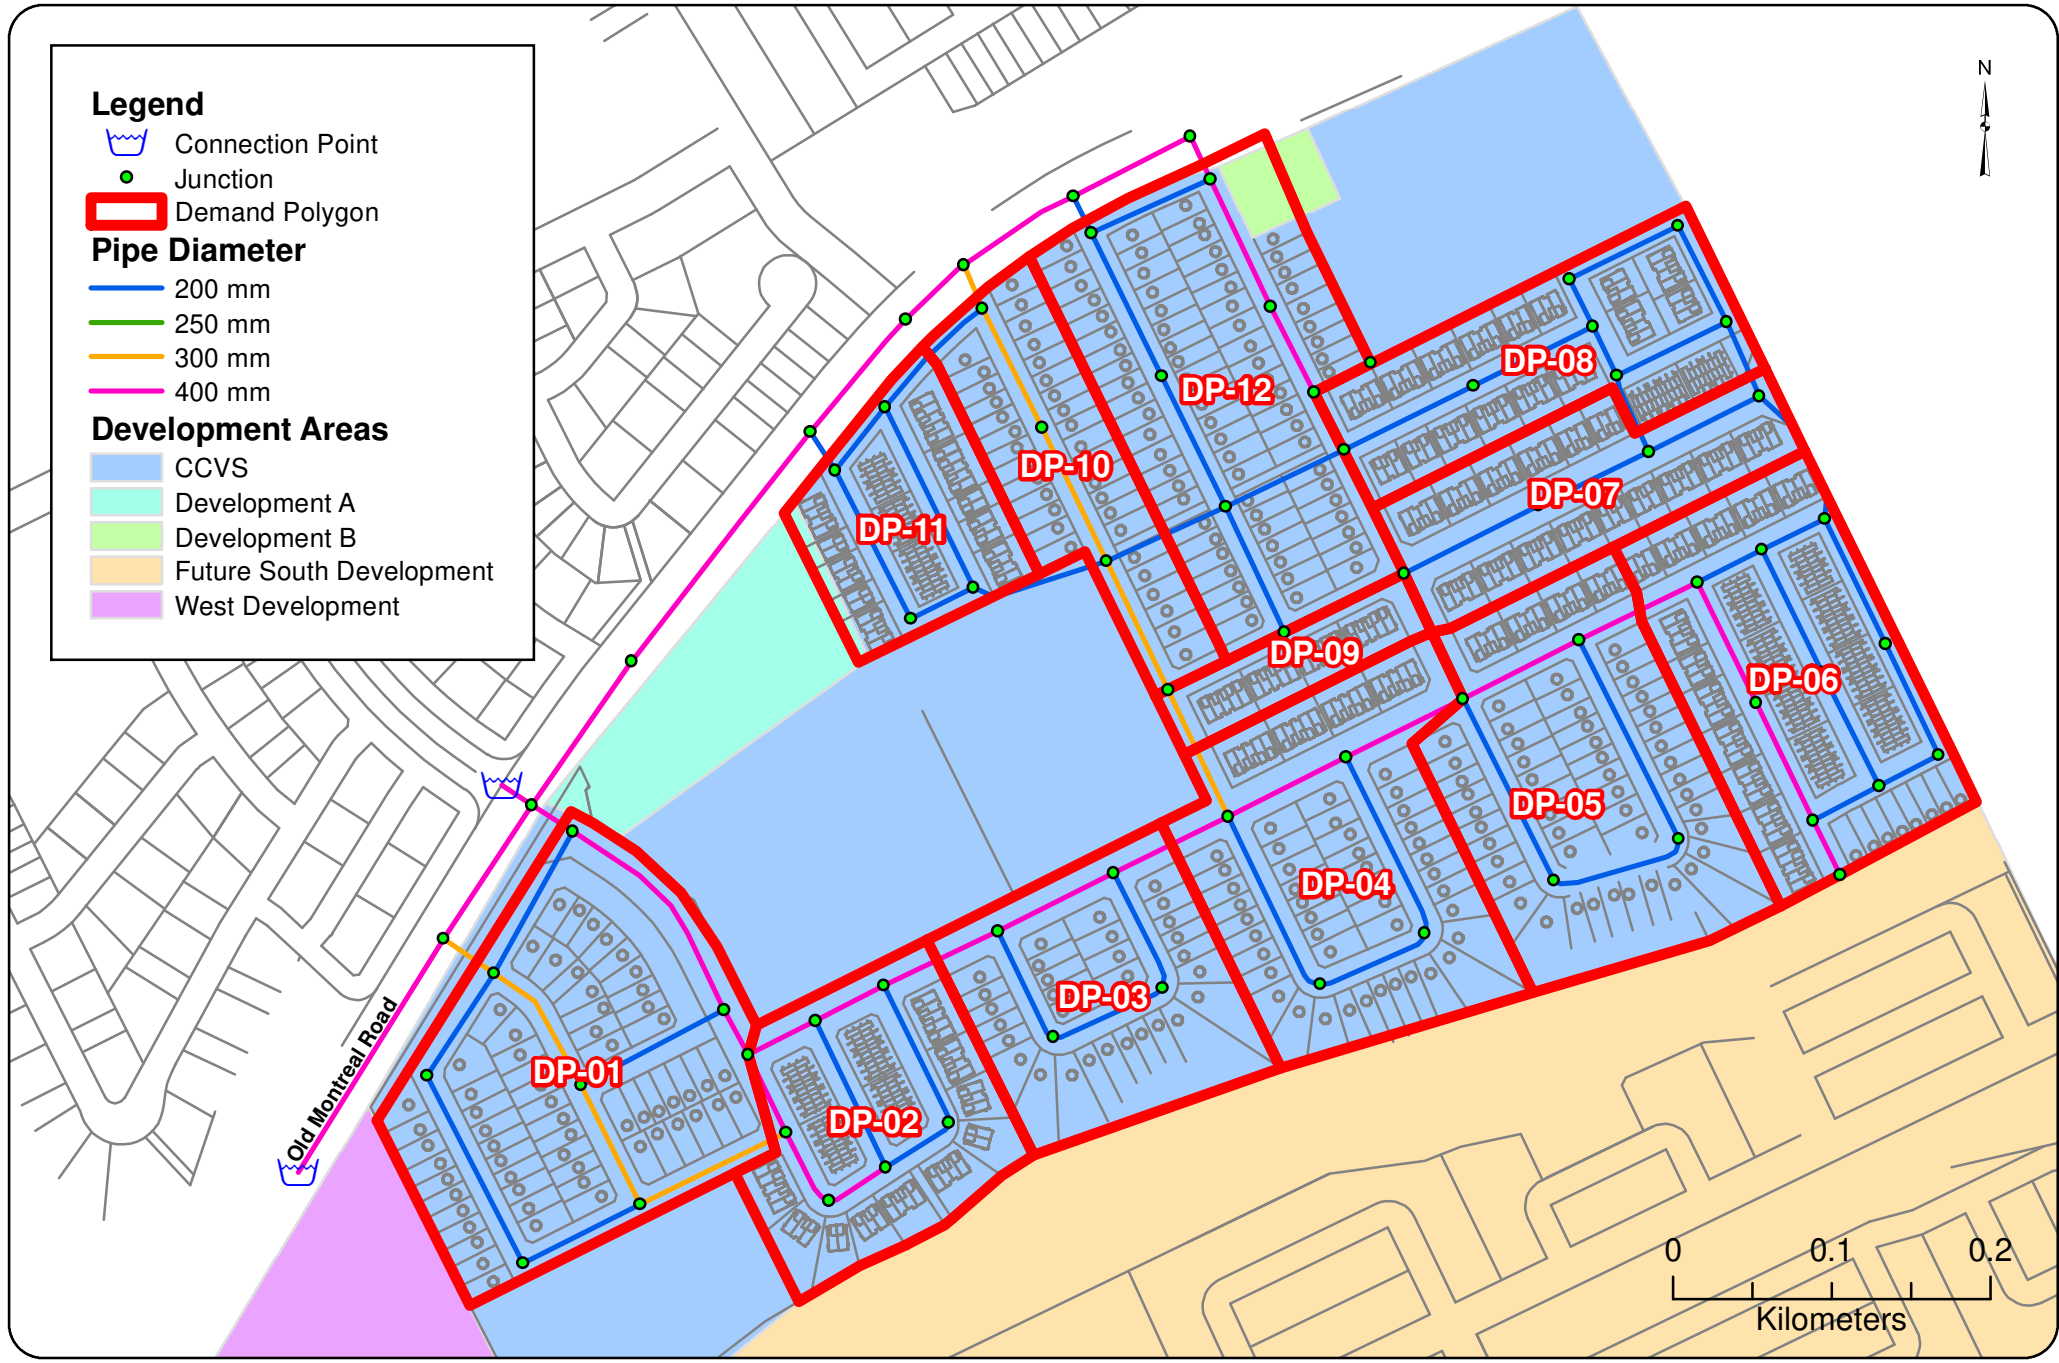 Legend
Connection Point
Junction
Demand Polygon
Pipe Diameter
200 mm
250 mm
300 mm
400 mm
Development Areas
CCVS
Development A
Development B
Future South Development
West Development
N
DP-08
DP-12
DP-10
DP-07
DP-11
DP-09
DP-06
DP-05
DP-04
DP-03
DP-01
DP-02
Old Montreal Road
0 0.1 0.2
Kilometers